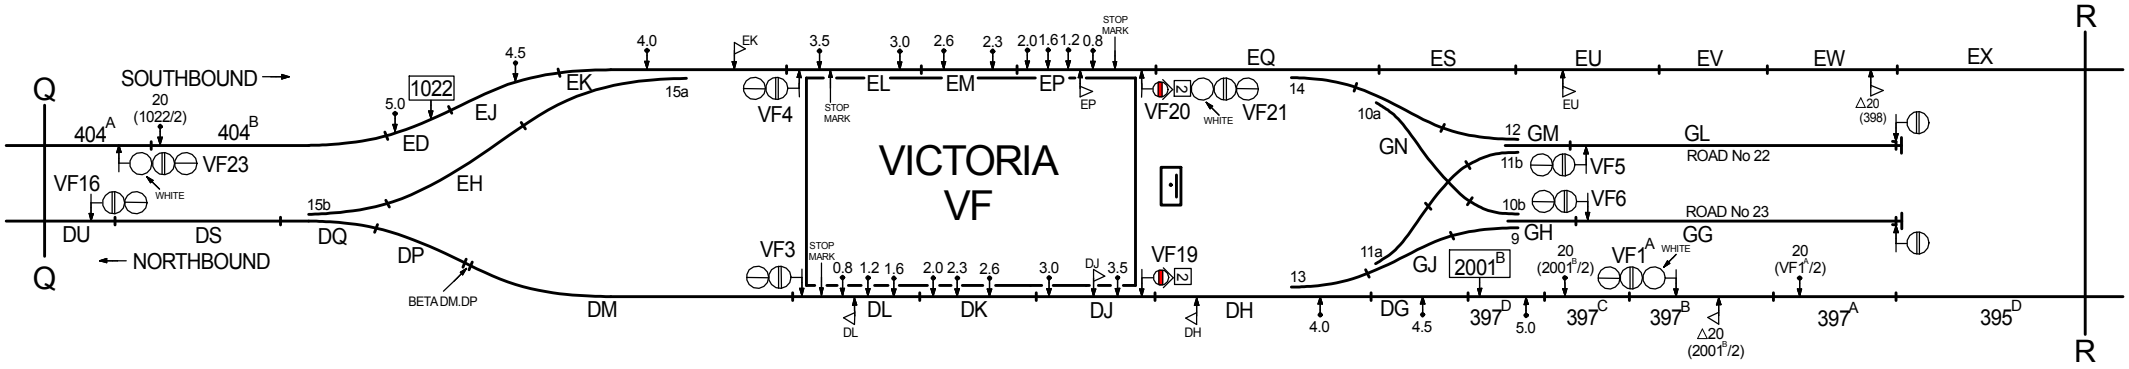 Q
SOUTHBOUND
20
(1022/2)
404A
404B
VF23
WHITE
VF16
DU
DS
NORTHBOUND
Q
5.0
1022
4.5
ED
EJ
EK
4.0
EK
15a
EH
15b
DQ
DP
BETA DM.DP
DM
VF4
3.5
STOP
MARK
3.0
EL
2.6
EM
2.3
2.0
1.6
1.2
0.8
EP
EP
STOP
MARK
VICTORIA
VF
VF3
STOP
MARK
0.8
1.2
1.6
2.0
2.3
2.6
3.0
DJ
3.5
DL
DL
DK
DJ
VF20
2
WHITE
VF21
VF19
2
DH
DH
EQ
14
10a
GN
ES
12
GM
11b
VF5
GL
ROAD No 22
VF6
10b
ROAD No 23
9
GH
GG
11a
GJ
13
4.0
DG
4.5
2001B
397D
5.0
20
(2001B/2)
397C
VF1A
WHITE
397B
△20
(2001B/2)
20
(VF1A/2)
397A
395D
EU
EU
EV
EW
△20
(398)
EX
R
R